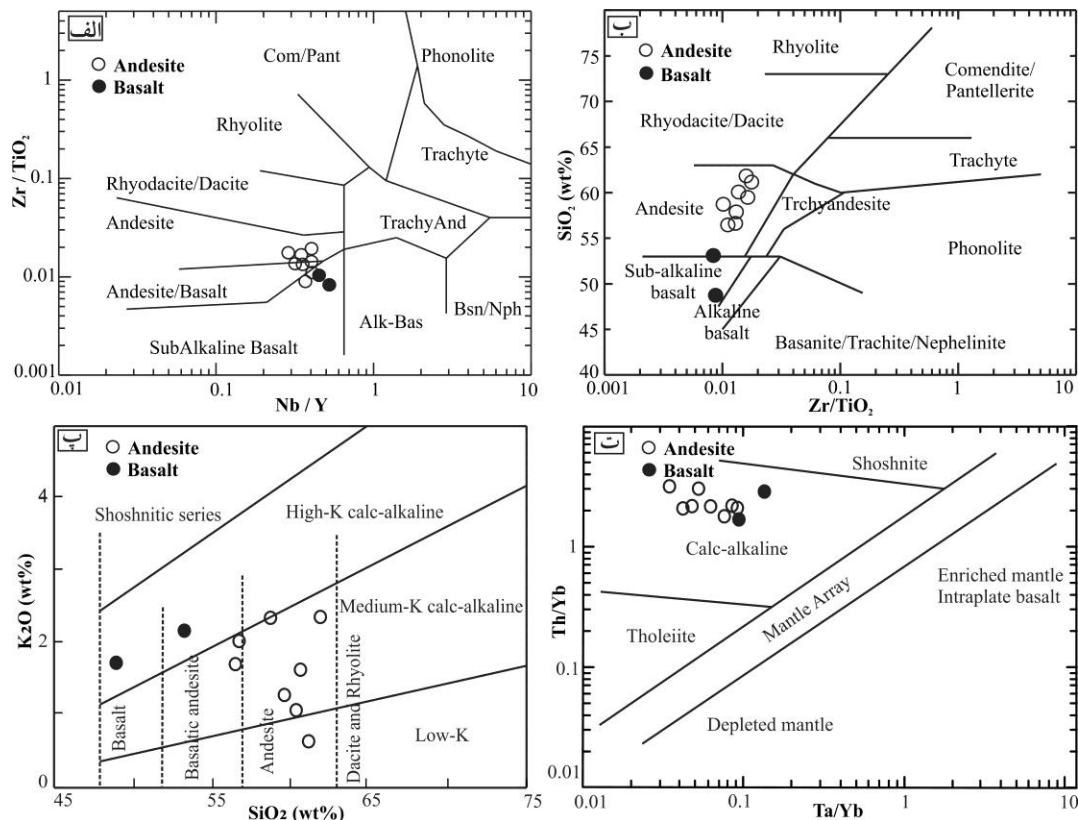 الف
Andesite
Basalt
Com/Pant
Phonolite
Rhyolite
Trachyte
Rhyodacite/Dacite
Andesite
TrachyAnd
Andesite/Basalt
Alk-Bas
Bsn/Nph
SubAlkaline Basalt
Zr / TiO₂
1
0.1
0.01
0.001
0.01
0.1
1
10
Nb / Y
ب
Andesite
Basalt
Rhyolite
Comendite/
Pantellerite
Rhyodacite/Dacite
Trachyte
Andesite
Trchyandesite
Phonolite
Sub-alkaline
basalt
Alkaline
basalt
Basanite/Trachite/Nephelinite
SiO₂ (wt%)
75
70
65
60
55
50
45
40
0.001
0.01
0.1
1
10
Zr/TiO₂
پ
Andesite
Basalt
Shoshnitic series
High-K calc-alkaline
Medium-K calc-alkaline
Low-K
Basalt
Basaltic andesite
Andesite
Dacite and Rhyolite
K2O (wt%)
4
2
0
45
55
65
75
SiO₂ (wt%)
ت
Andesite
Basalt
Shoshnite
Calc-alkaline
Enriched mantle
Intraplate basalt
Mantle Array
Tholeiite
Depleted mantle
Th/Yb
1
0.1
0.01
0.01
0.1
1
10
Ta/Yb